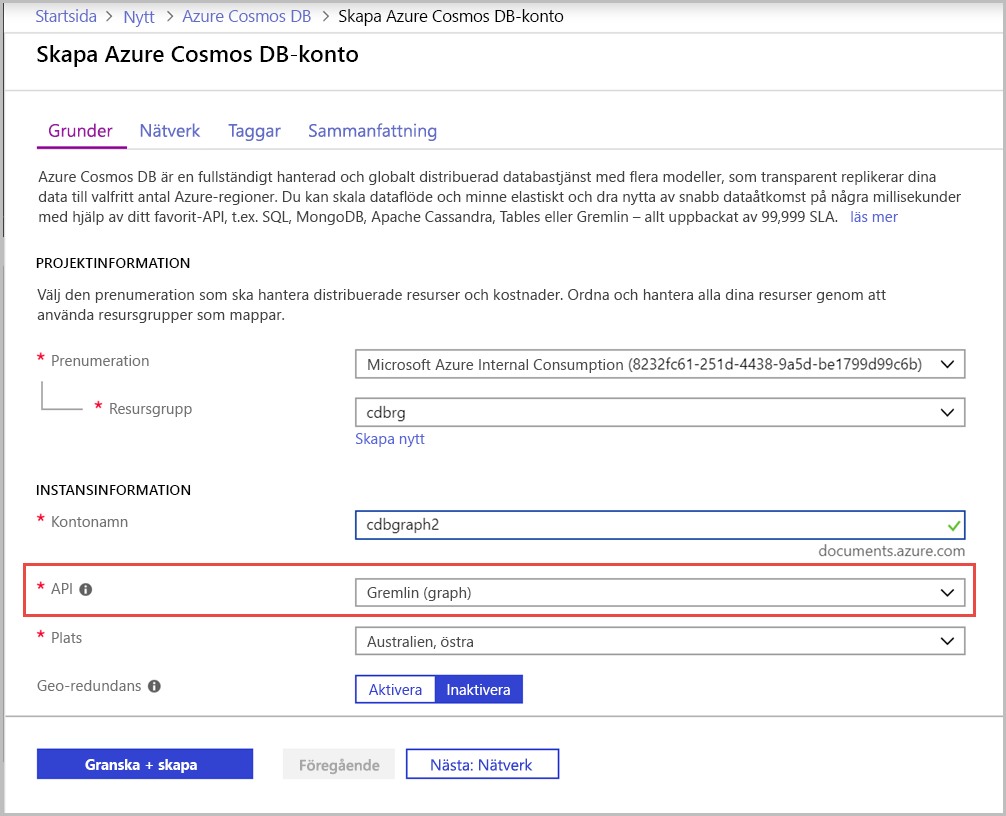 Startsida > Nytt > Azure Cosmos DB > Skapa Azure Cosmos DB-konto
Skapa Azure Cosmos DB-konto
Grunder Nätverk Taggar Sammanfattning
Azure Cosmos DB är en fullständigt hanterad och globalt distribuerad databastjänst med flera modeller, som transparent replikerar dina
data till valfritt antal Azure-regioner. Du kan skala dataflöde och minne elastiskt och dra nytta av snabb dataåtkomst på några millisekunder
med hjälp av ditt favorit-API, t.ex. SQL, MongoDB, Apache Cassandra, Tables eller Gremlin – allt uppbackat av 99,999 SLA. läs mer
PROJEKTINFORMATION
Välj den prenumeration som ska hantera distribuerade resurser och kostnader. Ordna och hantera alla dina resurser genom att
använda resursgrupper som mappar.
* Prenumeration Microsoft Azure Internal Consumption (8232fc61-251d-4438-9a5d-be1799d99c6b)
* Resursgrupp cdbrg
Skapa nytt
INSTANSINFORMATION
* Kontonamn cdbgraph2
documents.azure.com
* API Gremlin (graph)
* Plats Australien, östra
Geo-redundans Aktivera Inaktivera
Granska + skapa Föregående Nästa: Nätverk